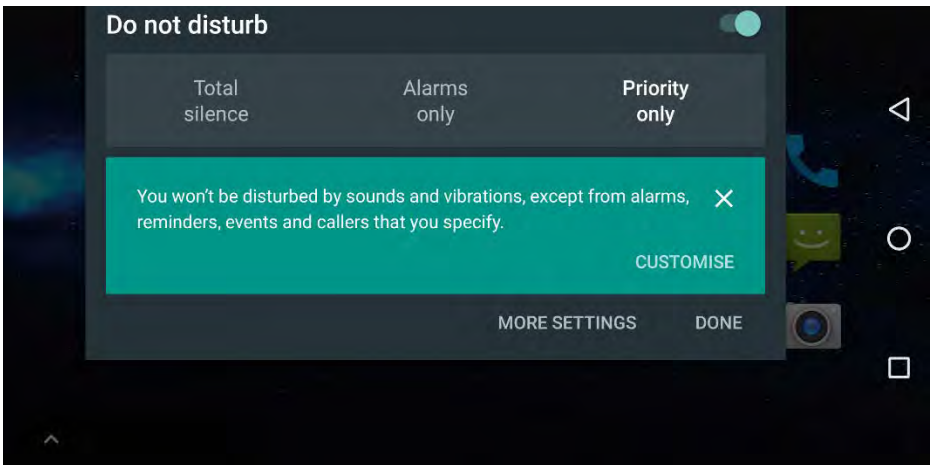 Do not disturb
Total
silence
Alarms
only
Priority
only
You won't be disturbed by sounds and vibrations, except from alarms,
reminders, events and callers that you specify.
CUSTOMISE
MORE SETTINGS DONE